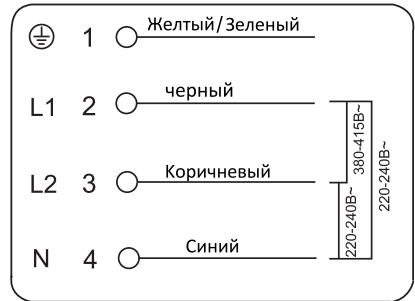 1 Желтый/Зеленый
L1 2 черный
L2 3 Коричневый
N 4 Синий
380-415В~
220-240В~
220-240В~